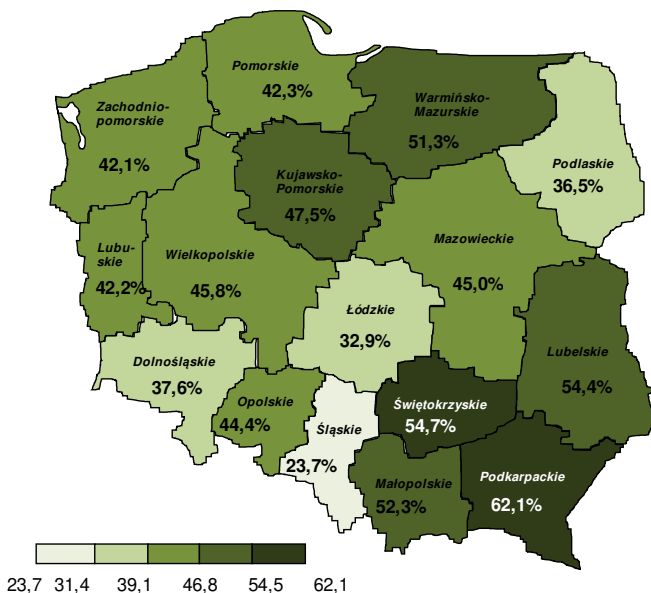 Pomorskie
42,3%
Zachodnio-
pomorskie
42,1%
Warmińsko-
Mazurskie
51,3%
Podlaskie
36,5%
Kujawsko-
Pomorskie
47,5%
Lubu-
skie
42,2%
Wielkopolskie
45,8%
Mazowieckie
45,0%
Łódzkie
32,9%
Dolnośląskie
37,6%
Lubelskie
54,4%
Opolskie
44,4%
Śląskie
23,7%
Świętokrzyskie
54,7%
Małopolskie
52,3%
Podkarpackie
62,1%
23,7 31,4 39,1 46,8 54,5 62,1